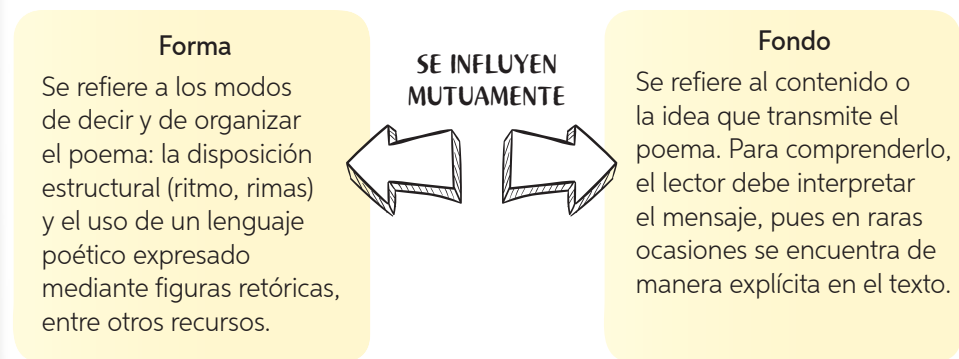 Forma
Se refiere a los modos
de decir y de organizar
el poema: la disposición
estructural (ritmo, rimas)
y el uso de un lenguaje
poético expresado
mediante figuras retóricas,
entre otros recursos.
SE INFLUYEN
MUTUAMENTE
Fondo
Se refiere al contenido o
la idea que transmite el
poema. Para comprenderlo,
el lector debe interpretar
el mensaje, pues en raras
ocasiones se encuentra de
manera explícita en el texto.